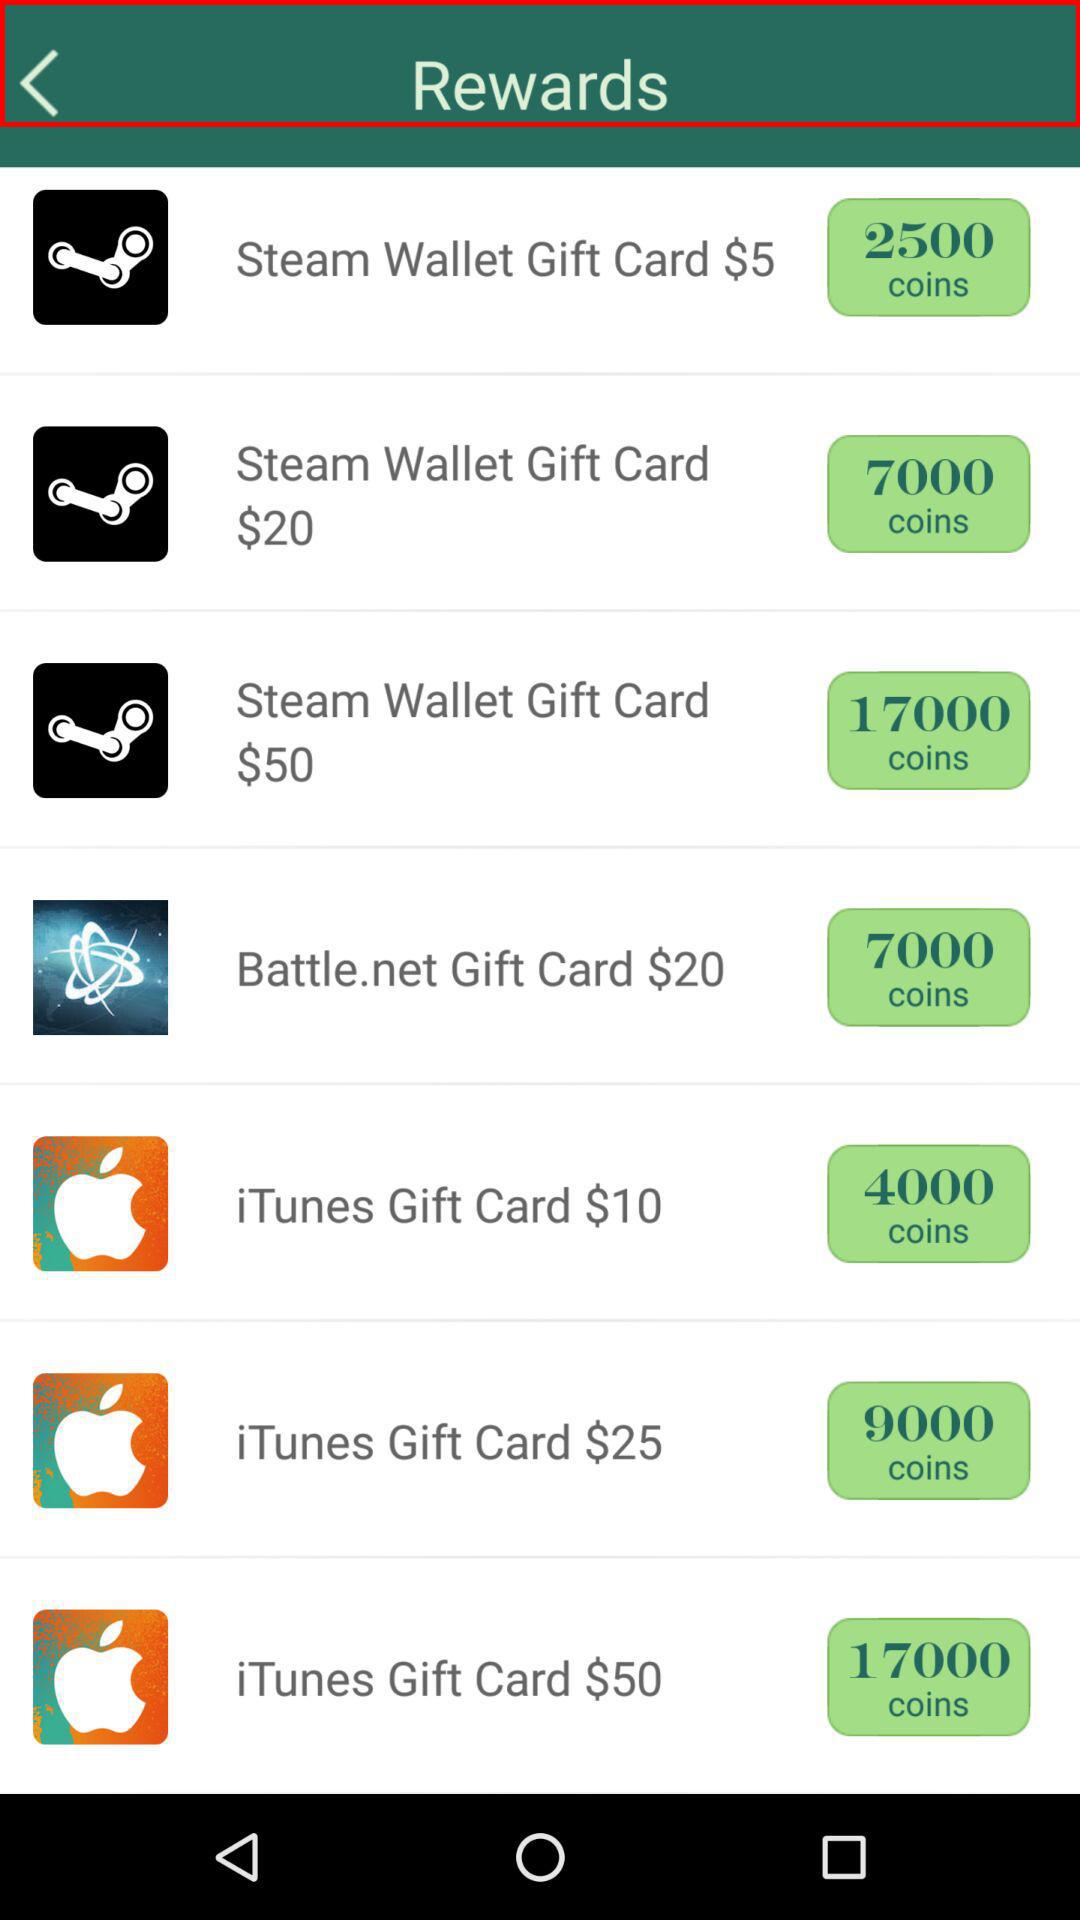 Rewards
Steam Wallet Gift Card $5
2500
coins
Steam Wallet Gift Card
$20
7000
coins
Steam Wallet Gift Card
$50
17000
coins
Battle.net Gift Card $20
7000
coins
iTunes Gift Card $10
4000
coins
iTunes Gift Card $25
9000
coins
iTunes Gift Card $50
17000
coins